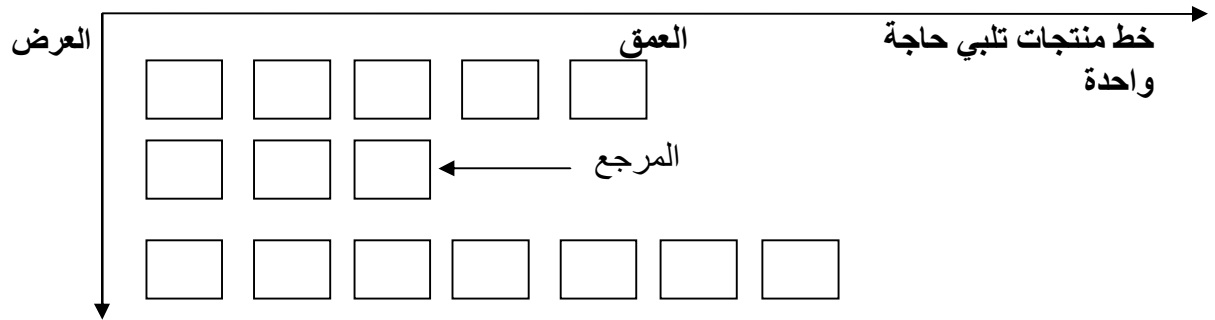 خط منتجات تلبي حاجة
واحدة
العمق
العرض
المرجع